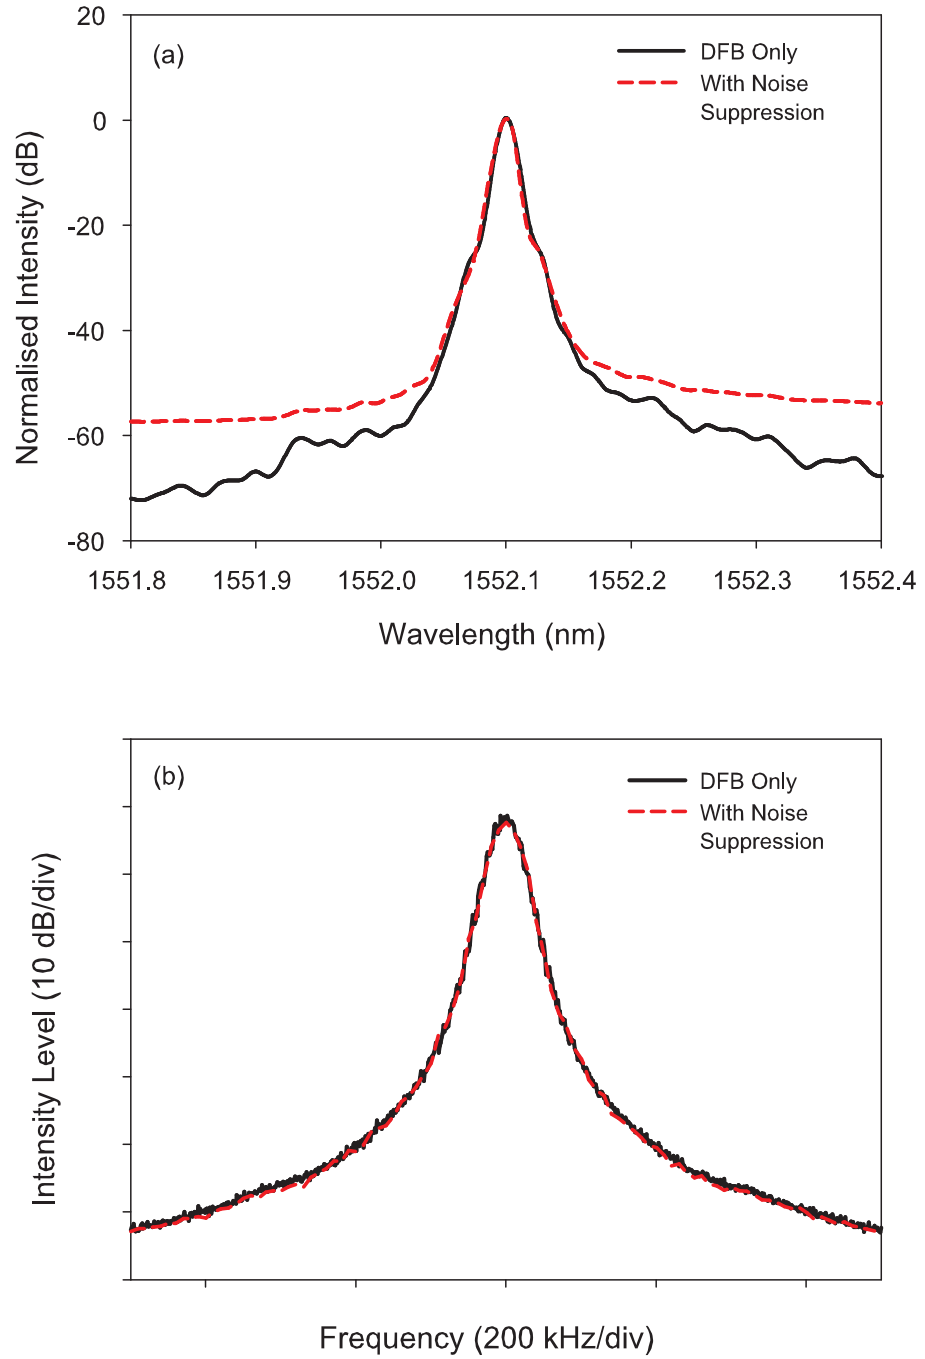 20
(a)
DFB Only
With Noise
Suppression
0
-20
-40
-60
-80
Normalised Intensity (dB)
1551.8 1551.9 1552.0 1552.1 1552.2 1552.3 1552.4
Wavelength (nm)
(b)
DFB Only
With Noise
Suppression
Intensity Level (10 dB/div)
Frequency (200 kHz/div)